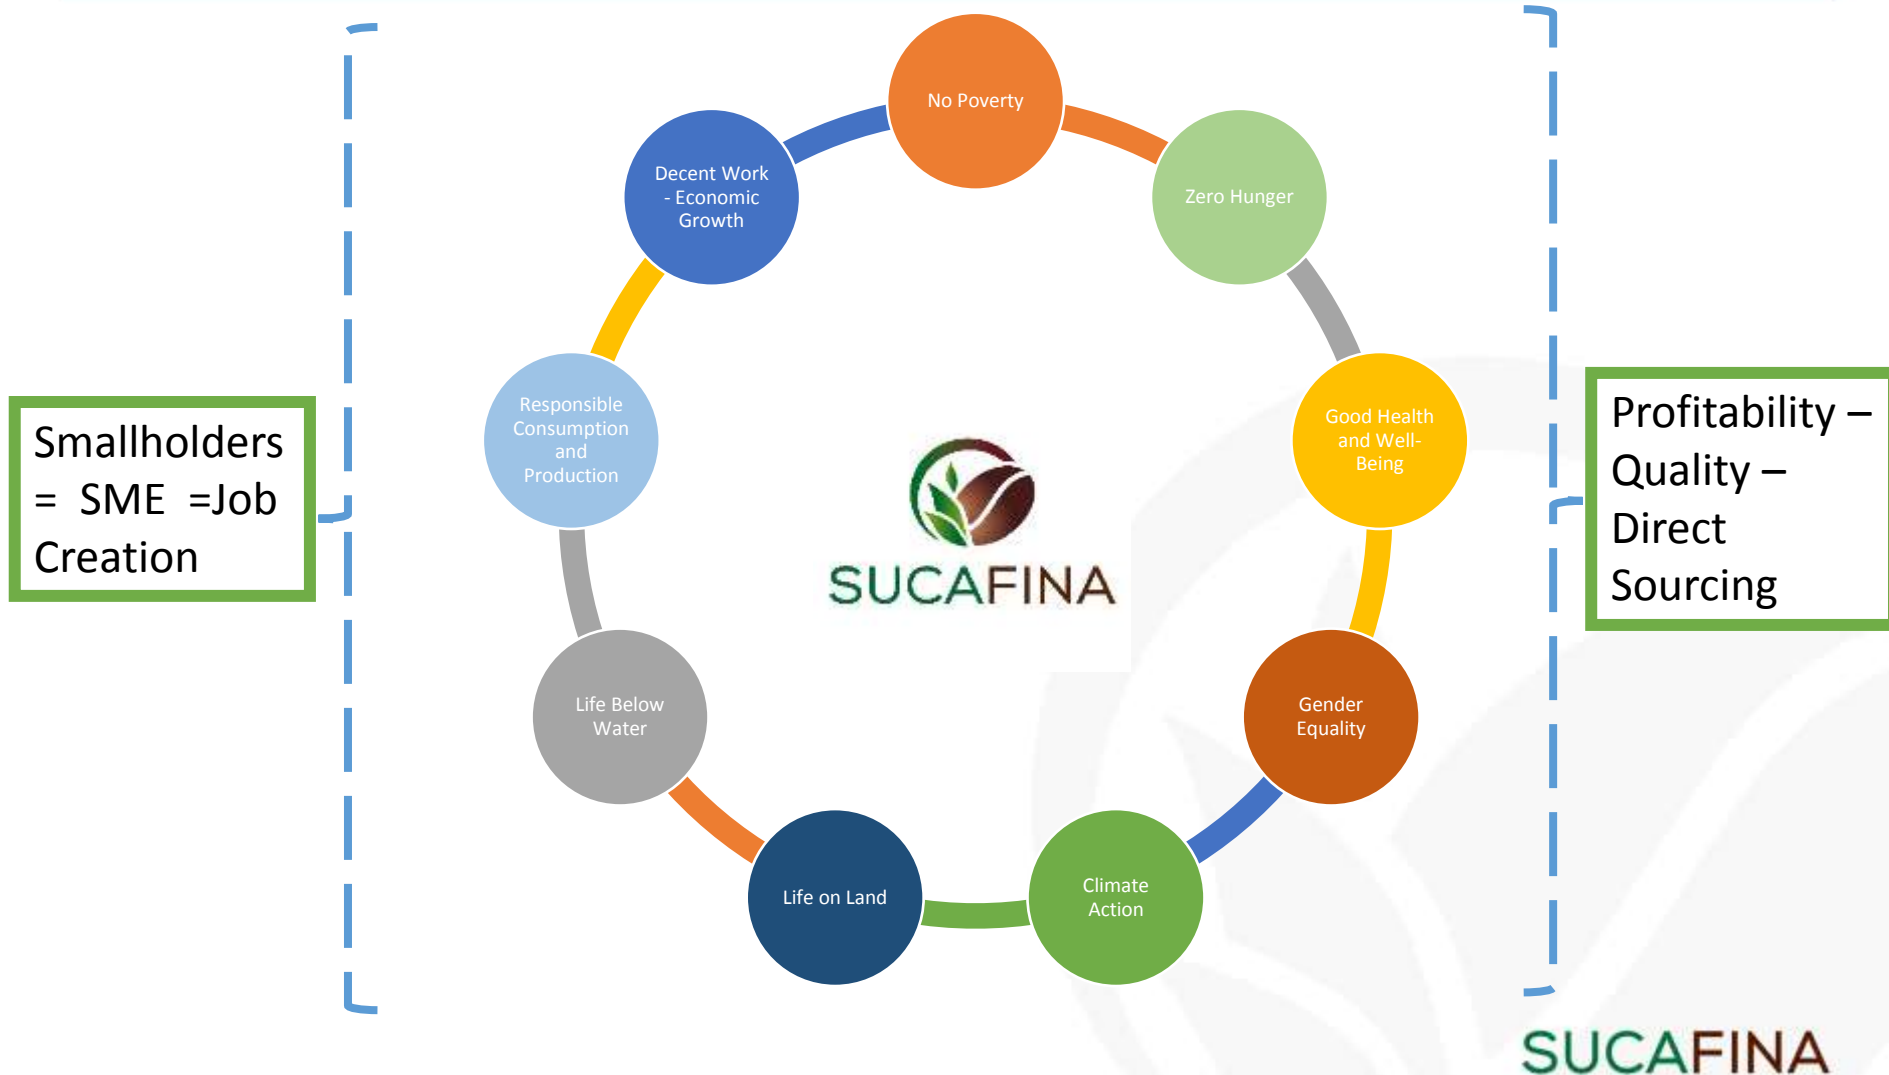 No Poverty
Decent Work
- Economic
Growth
Zero Hunger
Responsible
Consumption
and
Production
Good Health
and Well-
Being
Smallholders
= SME =Job
Creation
Profitability –
Quality –
Direct
Sourcing
SUCAFINA
Life Below
Water
Gender
Equality
Life on Land
Climate
Action
SUCAFINA